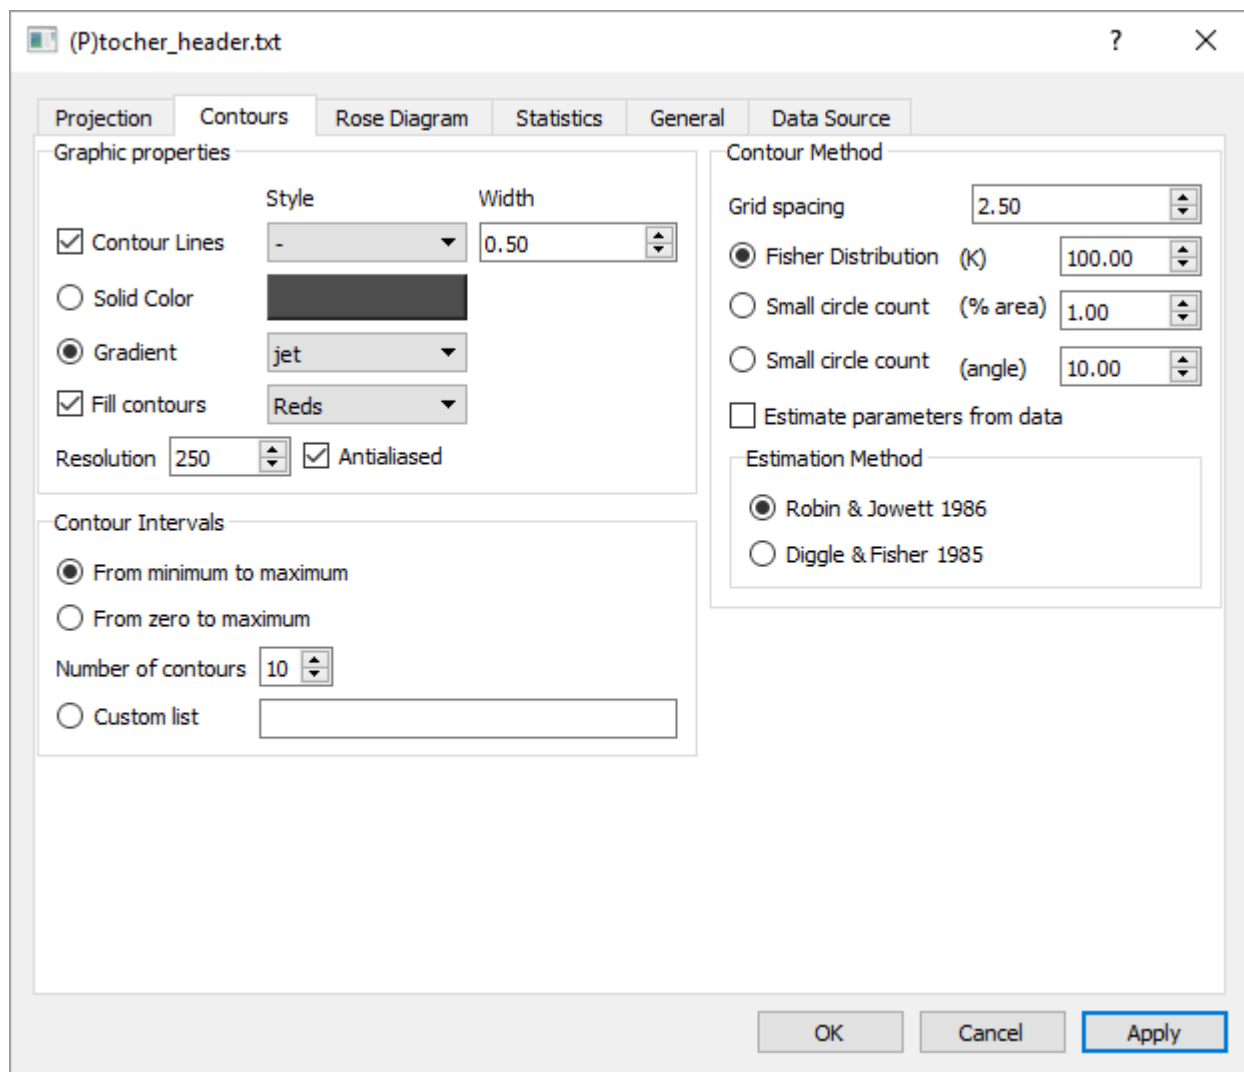 (P)tocher_header.txt
?
Projection Contours Rose Diagram Statistics General Data Source
Graphic properties
Style Width
Contour Lines - 0.50
Solid Color
Gradient jet
Fill contours Reds
Resolution 250 Antialiased
Contour Intervals
From minimum to maximum
From zero to maximum
Number of contours 10
Custom list
Contour Method
Grid spacing 2.50
Fisher Distribution (K) 100.00
Small circle count (% area) 1.00
Small circle count (angle) 10.00
Estimate parameters from data
Estimation Method
Robin & Jowett 1986
Diggle & Fisher 1985
OK Cancel Apply